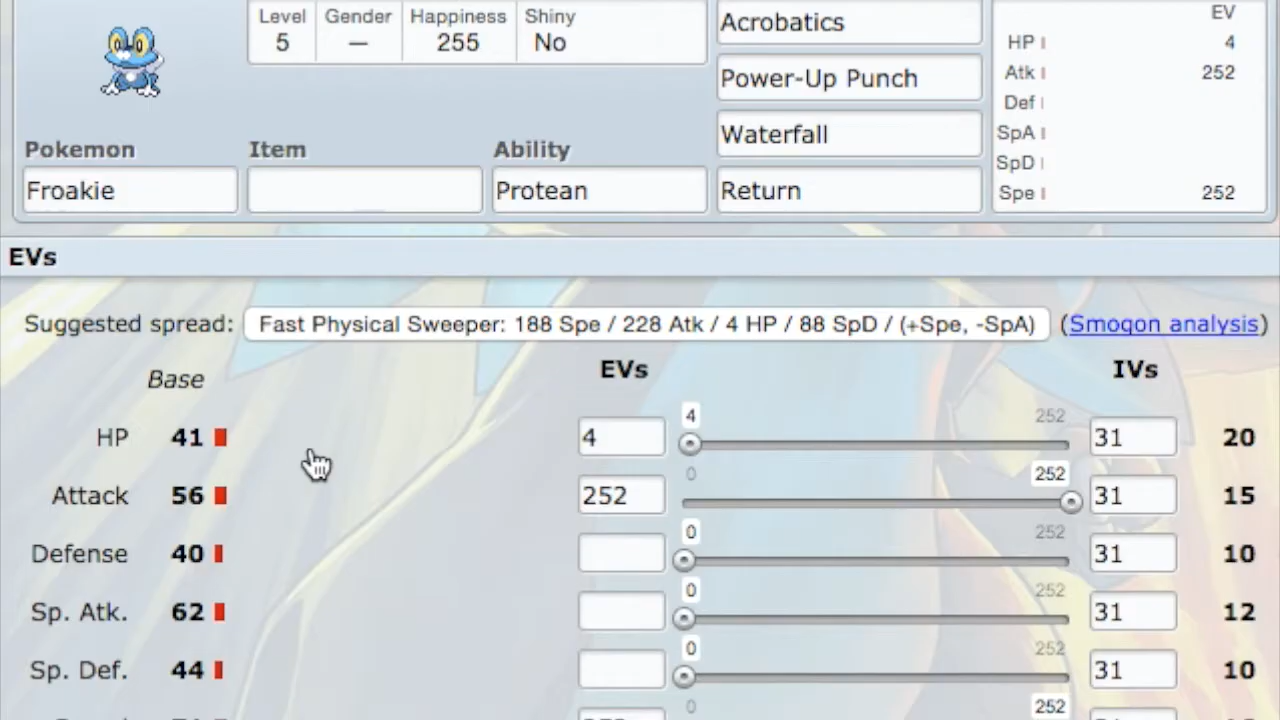 Level Gender Happiness Shiny
5 — 255 No
Pokemon Item Ability
Froakie Protean
Acrobatics
Power-Up Punch
Waterfall
Return
EV
HP 4
Atk 252
Def
SpA
SpD
Spe 252
EVs
Suggested spread: Fast Physical Sweeper: 188 Spe / 228 Atk / 4 HP / 88 SpD / (+Spe, -SpA) (Smogon analysis)
Base EVs IVs
HP 41 4 4 252 31 20
Attack 56 252 0 252 31 15
Defense 40 0 252 31 10
Sp. Atk. 62 0 252 31 12
Sp. Def. 44 0 252 31 10
0 252